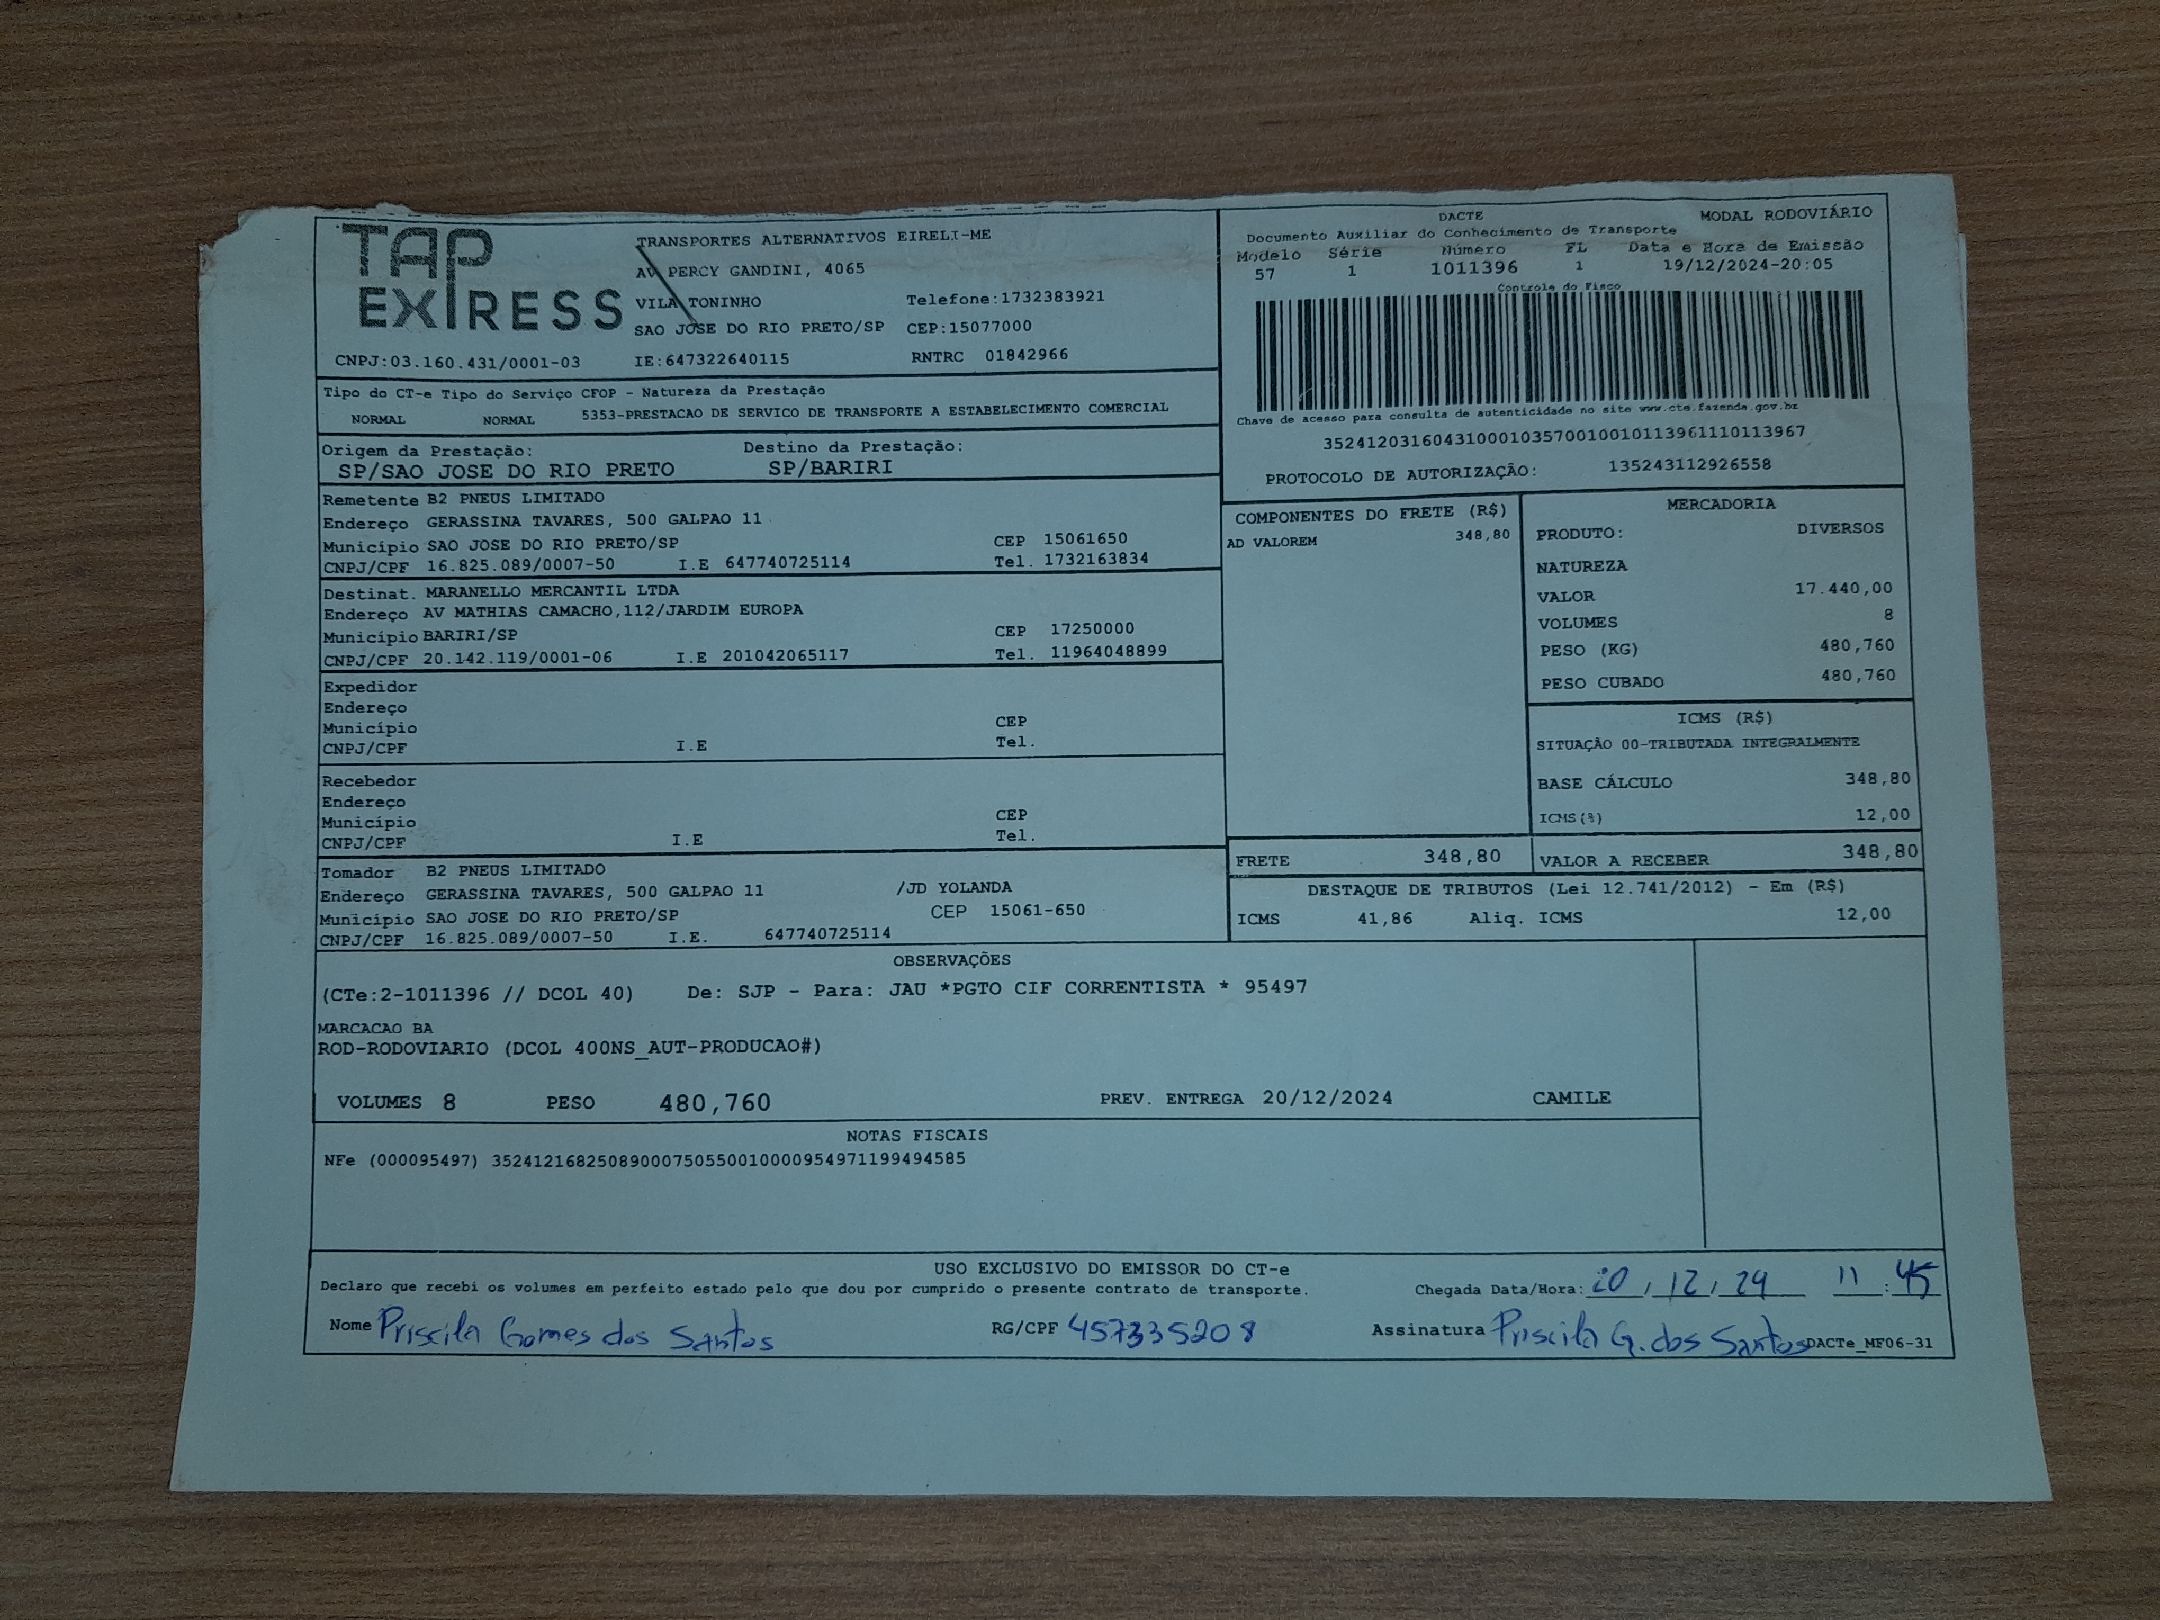 TAP EXPRESS
TRANSPORTES ALTERNATIVOS EIRELI-ME
AV PERCY GANDINI, 4065
VILA TONINHO Telefone:1732383921
SAO JOSE DO RIO PRETO/SP CEP:15077000
CNPJ:03.160.431/0001-03 IE:647322640115 RNTRC 01842966
DACTE MODAL RODOVIÁRIO
Documento Auxiliar do Conhecimento de Transporte
Modelo Série Número FL Data e Hora de Emissão
57 1 1011396 1 19/12/2024-20:05
Controle do Fisco
Chave de acesso para consulta de autenticidade no site www.cte.fazenda.gov.br
35241203160431000103570010010113961110113967
PROTOCOLO DE AUTORIZAÇÃO: 135243112926558
Tipo do CT-e Tipo do Serviço CFOP - Natureza da Prestação
NORMAL NORMAL 5353-PRESTACAO DE SERVICO DE TRANSPORTE A ESTABELECIMENTO COMERCIAL
Origem da Prestação: Destino da Prestação:
SP/SAO JOSE DO RIO PRETO SP/BARIRI
Remetente B2 PNEUS LIMITADO
Endereço GERASSINA TAVARES, 500 GALPAO 11
Município SAO JOSE DO RIO PRETO/SP CEP 15061650
CNPJ/CPF 16.825.089/0007-50 I.E 647740725114 Tel. 1732163834
Destinat. MARANELLO MERCANTIL LTDA
Endereço AV MATHIAS CAMACHO,112/JARDIM EUROPA
Município BARIRI/SP CEP 17250000
CNPJ/CPF 20.142.119/0001-06 I.E 201042065117 Tel. 11964048899
Expedidor
Endereço
Município CEP
CNPJ/CPF I.E Tel.
Recebedor
Endereço
Município CEP
CNPJ/CPF I.E Tel.
Tomador B2 PNEUS LIMITADO
Endereço GERASSINA TAVARES, 500 GALPAO 11 /JD YOLANDA
Município SAO JOSE DO RIO PRETO/SP CEP 15061-650
CNPJ/CPF 16.825.089/0007-50 I.E. 647740725114
COMPONENTES DO FRETE (R$)
AD VALOREM 348,80
MERCADORIA
PRODUTO: DIVERSOS
NATUREZA
VALOR 17.440,00
VOLUMES 8
PESO (KG) 480,760
PESO CUBADO 480,760
ICMS (R$)
SITUAÇÃO 00-TRIBUTADA INTEGRALMENTE
BASE CÁLCULO 348,80
ICMS(%) 12,00
FRETE 348,80 VALOR A RECEBER 348,80
DESTAQUE DE TRIBUTOS (Lei 12.741/2012) - Em (R$)
ICMS 41,86 Aliq. ICMS 12,00
OBSERVAÇÕES
(CTe:2-1011396 // DCOL 40) De: SJP - Para: JAU *PGTO CIF CORRENTISTA * 95497
MARCACAO BA
ROD-RODOVIARIO (DCOL 400NS_AUT-PRODUCAO#)
VOLUMES 8 PESO 480,760 PREV. ENTREGA 20/12/2024 CAMILE
NOTAS FISCAIS
NFe (000095497) 35241216825089000750550010000954971199494585
USO EXCLUSIVO DO EMISSOR DO CT-e
Declaro que recebi os volumes em perfeito estado pelo que dou por cumprido o presente contrato de transporte. Chegada Data/Hora: 20/12/24 11:45
Nome Priscila Gomes dos Santos RG/CPF 457335208 Assinatura Priscila G. dos Santos DACTe_MF06-31